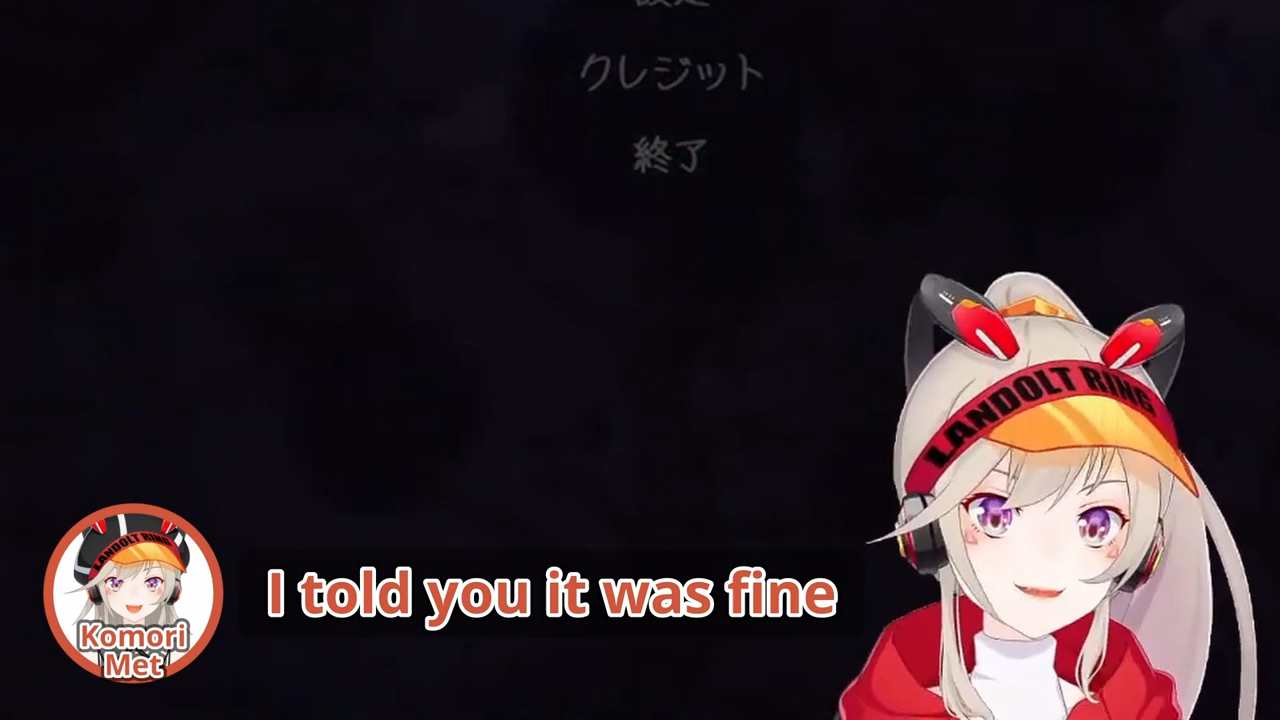 クレジット
終了
LANDOLT RING
LANDOLT RING
Komori
Met
I told you it was fine